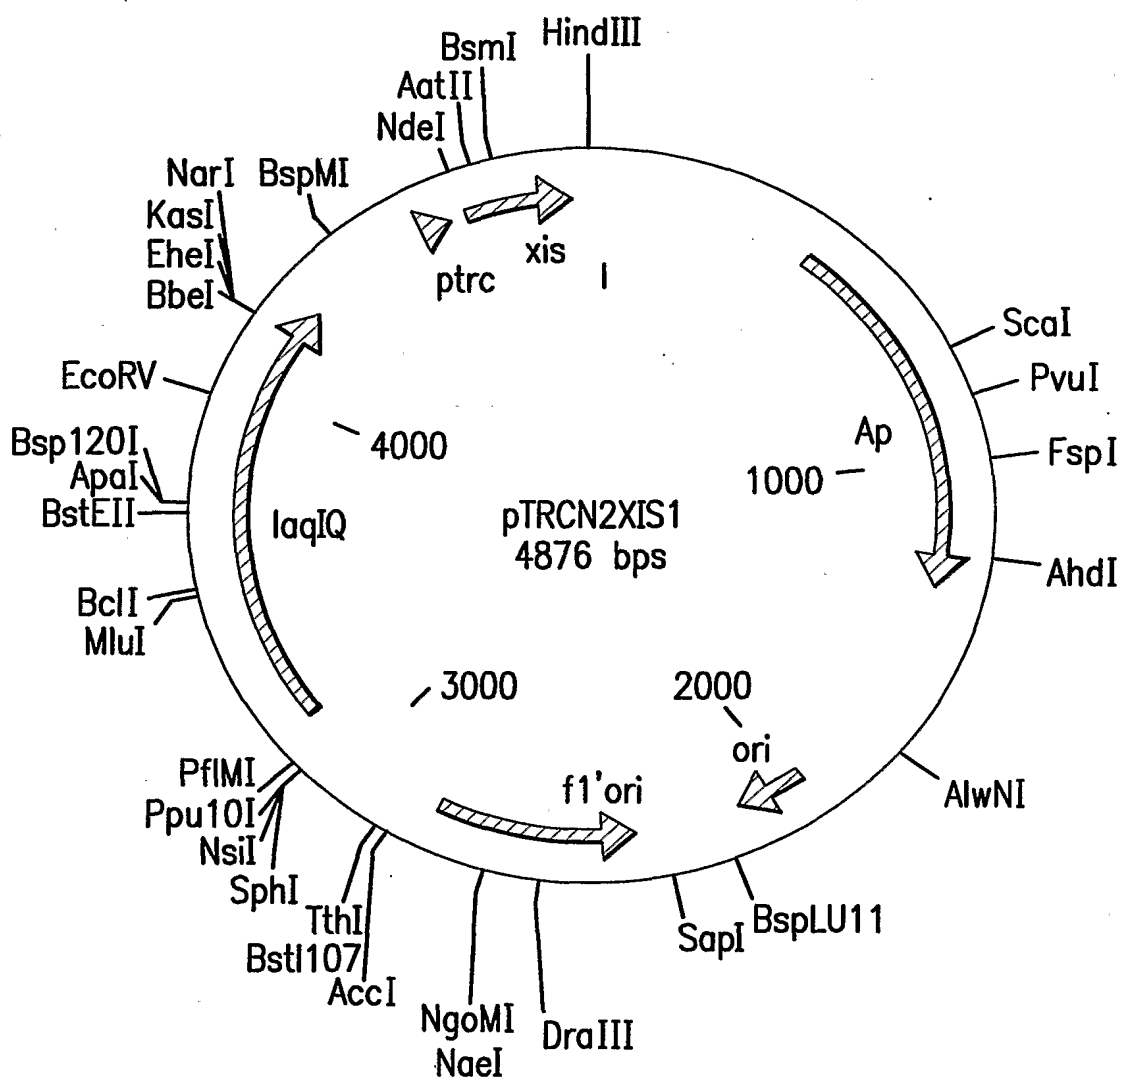 HindIII
BsmI
AatII
NdeI
NarI
BspMI
KasI
EheI
BbeI
xis
ptrc
I
ScaI
PvuI
EcoRV
Ap
FspI
Bsp120I
ApaI
BstEII
4000
1000
laqIQ
pTRCN2XIS1
4876 bps
AhdI
BclI
MluI
3000
2000
ori
PflMI
Ppu10I
NsiI
SphI
f1'ori
AlwNI
TthI
BstI107
AccI
SapI
BspLU11
NgoMI
NaeI
DraIII